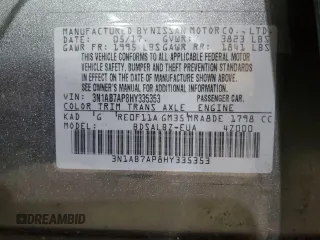 MANUFACTURED BY NISSAN MOTOR CO., LTD.
DATE: 05/17 GVWR: 3823 LBS
GAWR FR: 1995 LBS GAWR RR: 1841 LBS
THIS VEHICLE CONFORMS TO ALL APPLICABLE
FEDERAL MOTOR VEHICLE SAFETY, BUMPER
AND THEFT PREVENTION STANDARDS IN EFFECT
ON THE DATE OF MANUFACTURE SHOWN ABOVE.
SEE OWNER'S MANUAL FOR ADDITIONAL
INFORMATION.
VIN: 3N1AB7AP8HY335353 PASSENGER CAR.
COLOR TRIM TRANS AXLE ENGINE
KAD G RE0F11A GM35 MRA8DE 1798 CC
MODEL: BDSALB7-EUA 47000
3N1AB7AP8HY335353